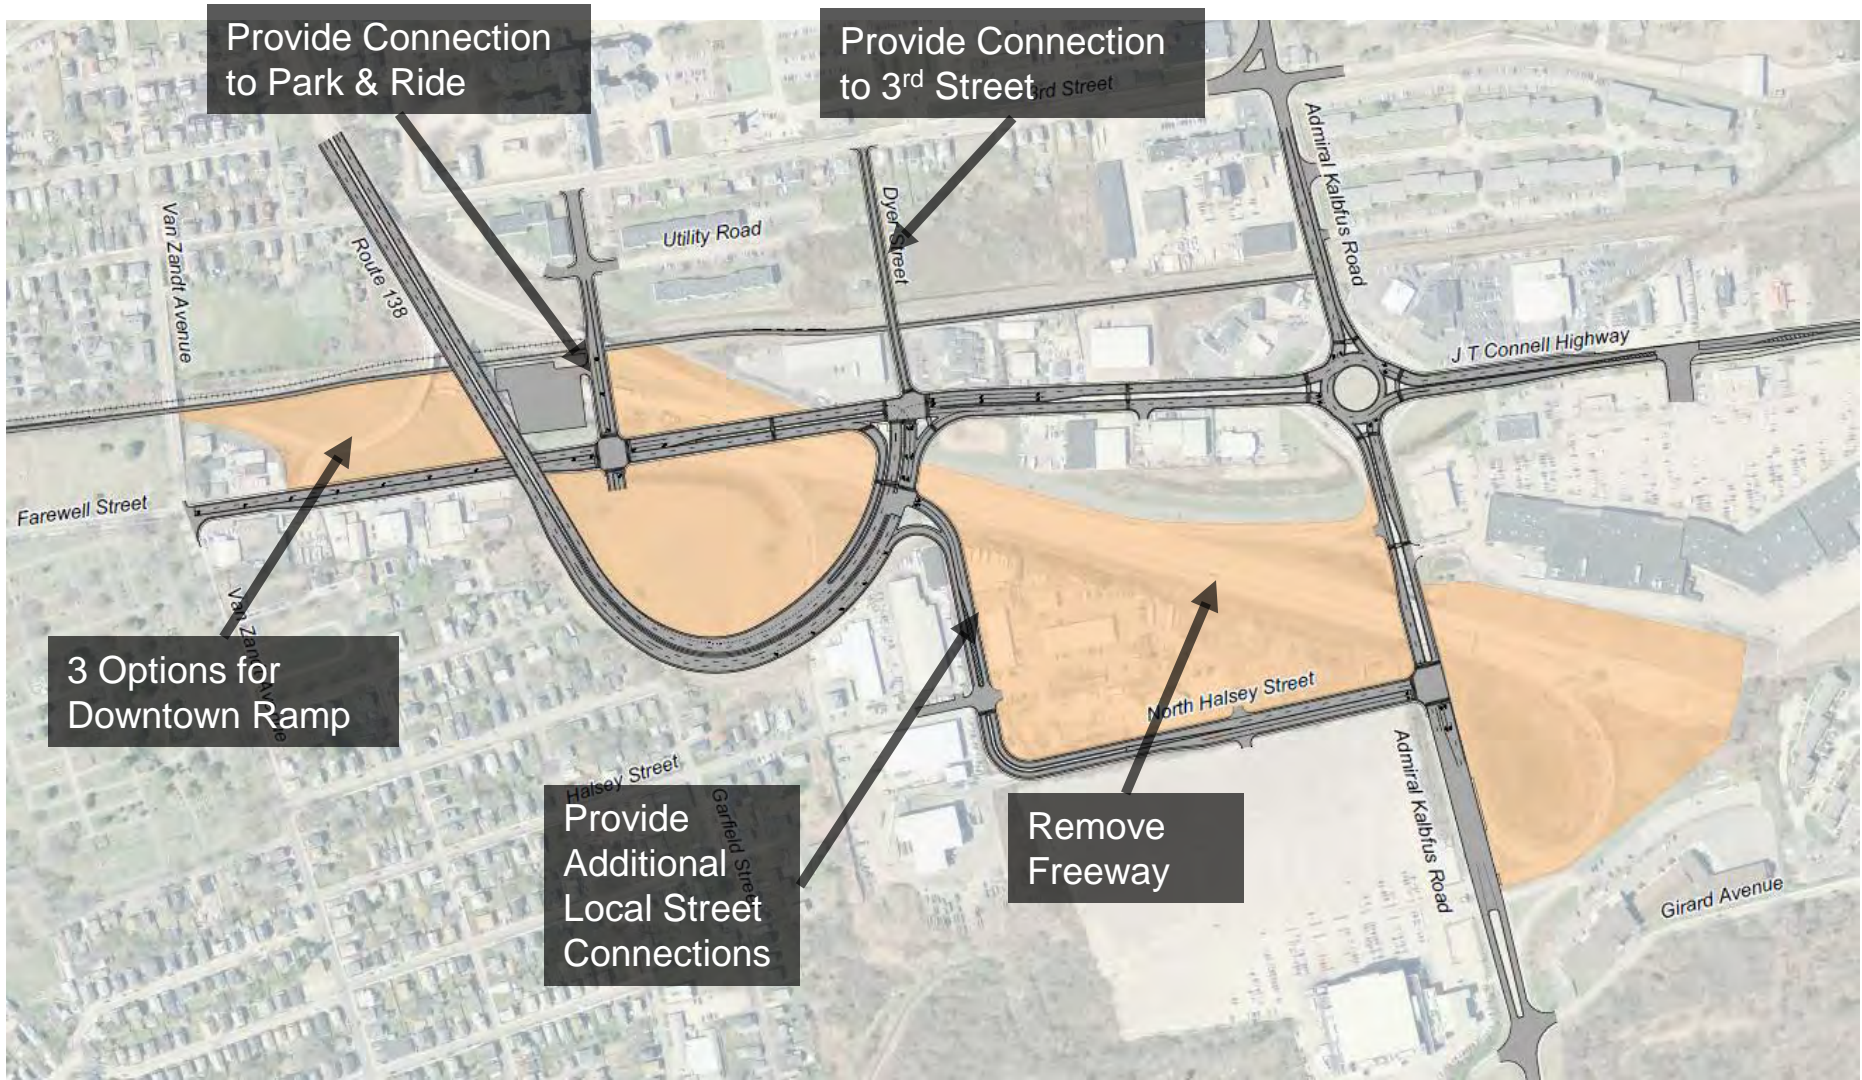 Provide Connection
to Park & Ride
Provide Connection
to 3rd Street
3rd Street
Admiral Kalbfus Road
Van Zandt Avenue
Route 138
Utility Road
Dyer Street
J T Connell Highway
Farewell Street
Van Zandt Avenue
3 Options for
Downtown Ramp
North Halsey Street
Halsey Street
Garfield Street
Provide
Additional
Local Street
Connections
Remove
Freeway
Admiral Kalbfus Road
Girard Avenue